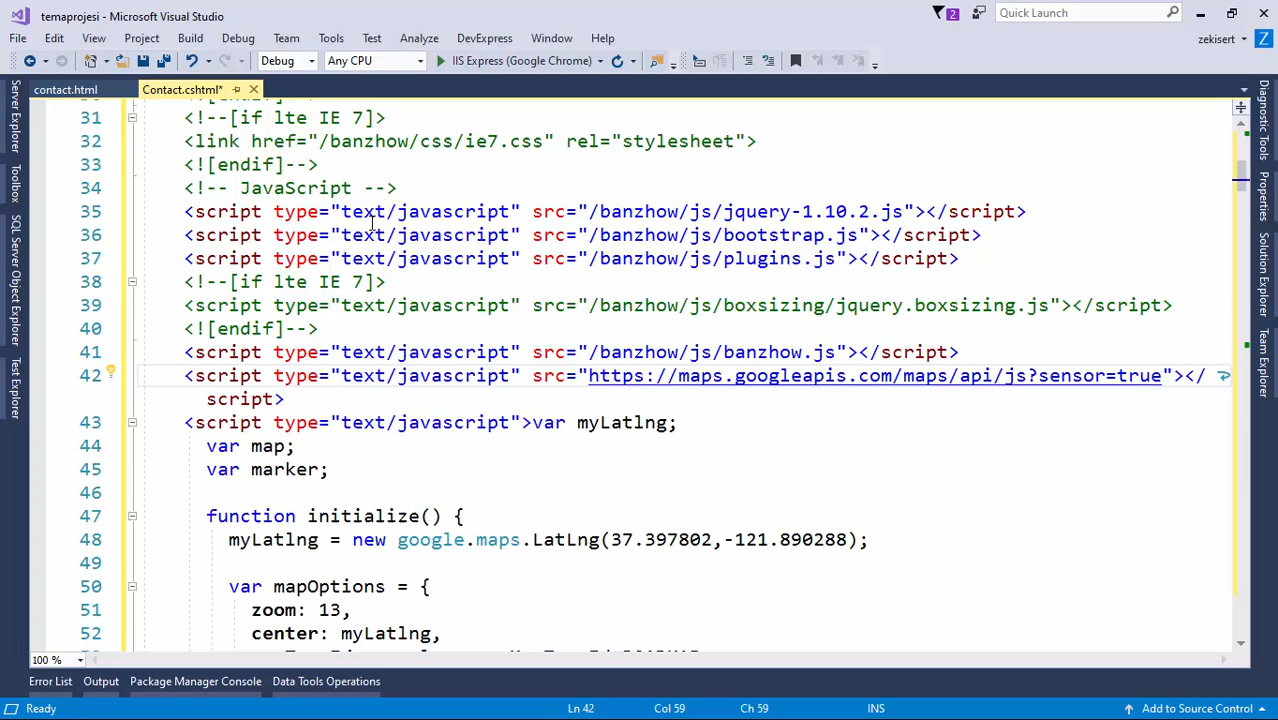 temaprojesi - Microsoft Visual Studio
2
Quick Launch
File Edit View Project Build Debug Team Tools Test Analyze DevExpress Window Help
zekisert Z
Debug Any CPU IIS Express (Google Chrome)
contact.html Contact.cshtml*
Server Explorer
Toolbox
SQL Server Object Explorer
Test Explorer
31 <!--[if lte IE 7]>
32 <link href="/banzhow/css/ie7.css" rel="stylesheet">
33 <![endif]-->
34 <!-- JavaScript -->
35 <script type="text/javascript" src="/banzhow/js/jquery-1.10.2.js"></script>
36 <script type="text/javascript" src="/banzhow/js/bootstrap.js"></script>
37 <script type="text/javascript" src="/banzhow/js/plugins.js"></script>
38 <!--[if lte IE 7]>
39 <script type="text/javascript" src="/banzhow/js/boxsizing/jquery.boxsizing.js"></script>
40 <![endif]-->
41 <script type="text/javascript" src="/banzhow/js/banzhow.js"></script>
42 <script type="text/javascript" src="https://maps.googleapis.com/maps/api/js?sensor=true"></
script>
43 <script type="text/javascript">var myLatlng;
44 var map;
45 var marker;
46
47 function initialize() {
48 myLatlng = new google.maps.LatLng(37.397802,-121.890288);
49
50 var mapOptions = {
51 zoom: 13,
52 center: myLatlng,
Diagnostic Tools
Properties
Solution Explorer
Team Explorer
100 %
Error List Output Package Manager Console Data Tools Operations
Ready Ln 42 Col 59 Ch 59 INS Add to Source Control